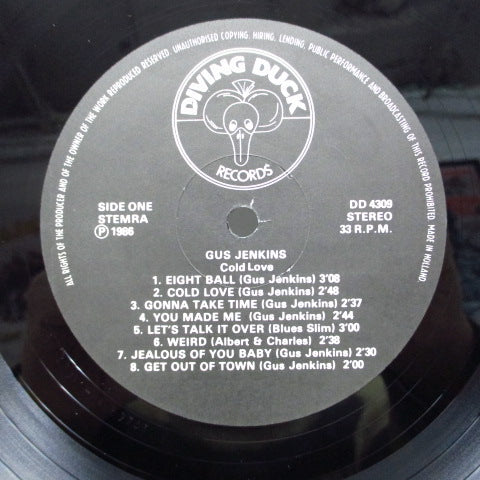 ALL RIGHTS OF THE PRODUCER AND OF THE OWNER OF THE WORK REPRODUCED RESERVED. UNAUTHORISED COPYING, HIRING, LENDING, PUBLIC PERFORMANCE AND BROADCASTING OF THIS RECORD PROHIBITED. MADE IN HOLLAND.
DIVING DUCK
RECORDS
SIDE ONE
STEMRA
Ⓟ 1986
DD 4309
STEREO
33 R.P.M.
GUS JENKINS
Cold Love
1. EIGHT BALL (Gus Jenkins) 3'08
2. COLD LOVE (Gus Jenkins) 2'48
3. GONNA TAKE TIME (Gus Jenkins) 2'37
4. YOU MADE ME (Gus Jenkins) 2'44
5. LET'S TALK IT OVER (Blues Slim) 3'00
6. WEIRD (Albert & Charles) 2'38
7. JEALOUS OF YOU BABY (Gus Jenkins) 2'30
8. GET OUT OF TOWN (Gus Jenkins) 2'00